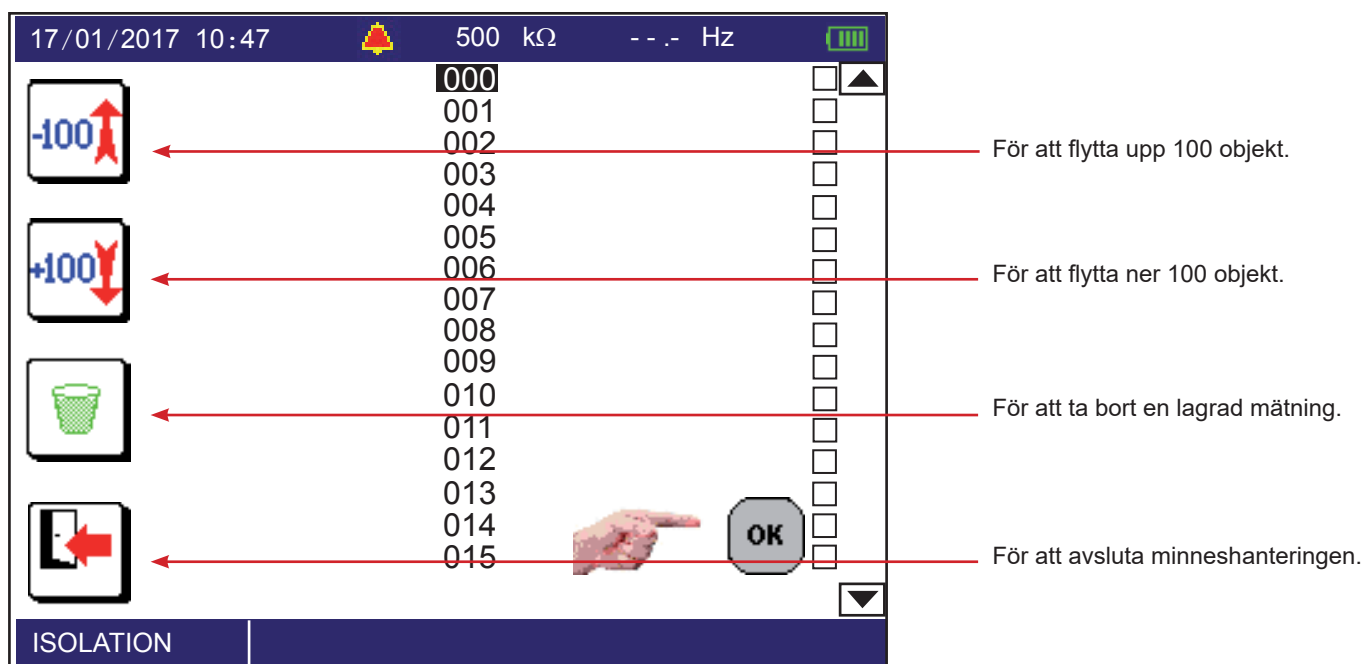 17/01/2017 10:47 500 kΩ - - .- Hz
-100
+100
000
001
002
003
004
005
006
007
008
009
010
011
012
013
014
015
OK
ISOLATION
För att flytta upp 100 objekt.
För att flytta ner 100 objekt.
För att ta bort en lagrad mätning.
För att avsluta minneshanteringen.